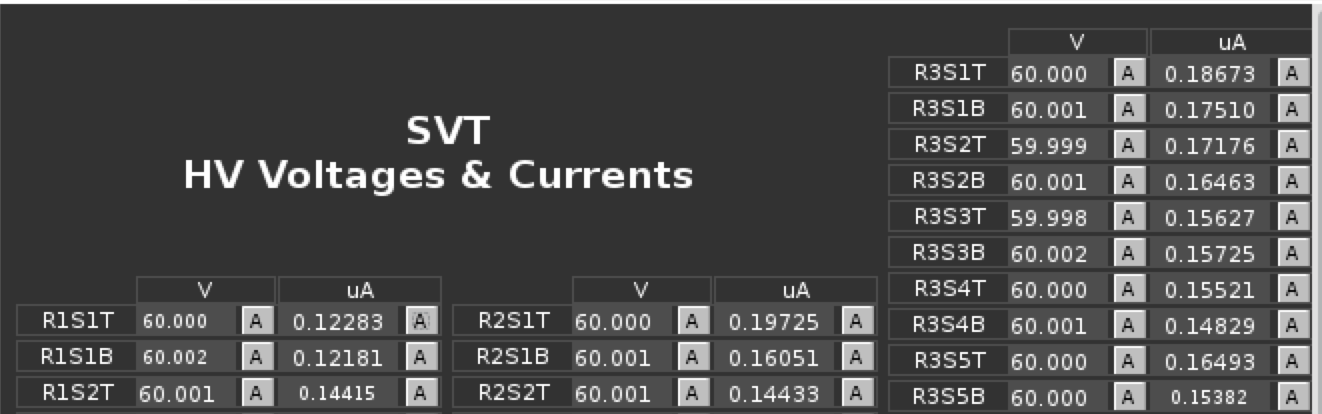 V uA
R3S1T 60.000 A 0.18673 A
R3S1B 60.001 A 0.17510 A
SVT
R3S2T 59.999 A 0.17176 A
HV Voltages & Currents
R3S2B 60.001 A 0.16463 A
R3S3T 59.998 A 0.15627 A
R3S3B 60.002 A 0.15725 A
V uA V uA R3S4T 60.000 A 0.15521 A
R1S1T 60.000 A 0.12283 A R2S1T 60.000 A 0.19725 A R3S4B 60.001 A 0.14829 A
R1S1B 60.002 A 0.12181 A R2S1B 60.001 A 0.16051 A R3S5T 60.000 A 0.16493 A
R1S2T 60.001 A 0.14415 A R2S2T 60.001 A 0.14433 A R3S5B 60.000 A 0.15382 A